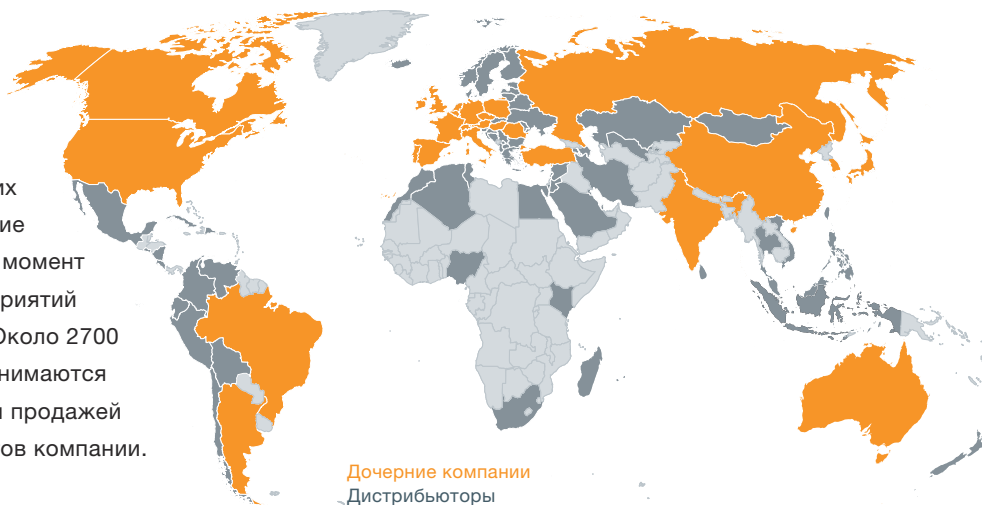 их
ие
момент
риятий
Около 2700
нимаются
и продажей
ов компании.
Дочерние компании
Дистрибьюторы